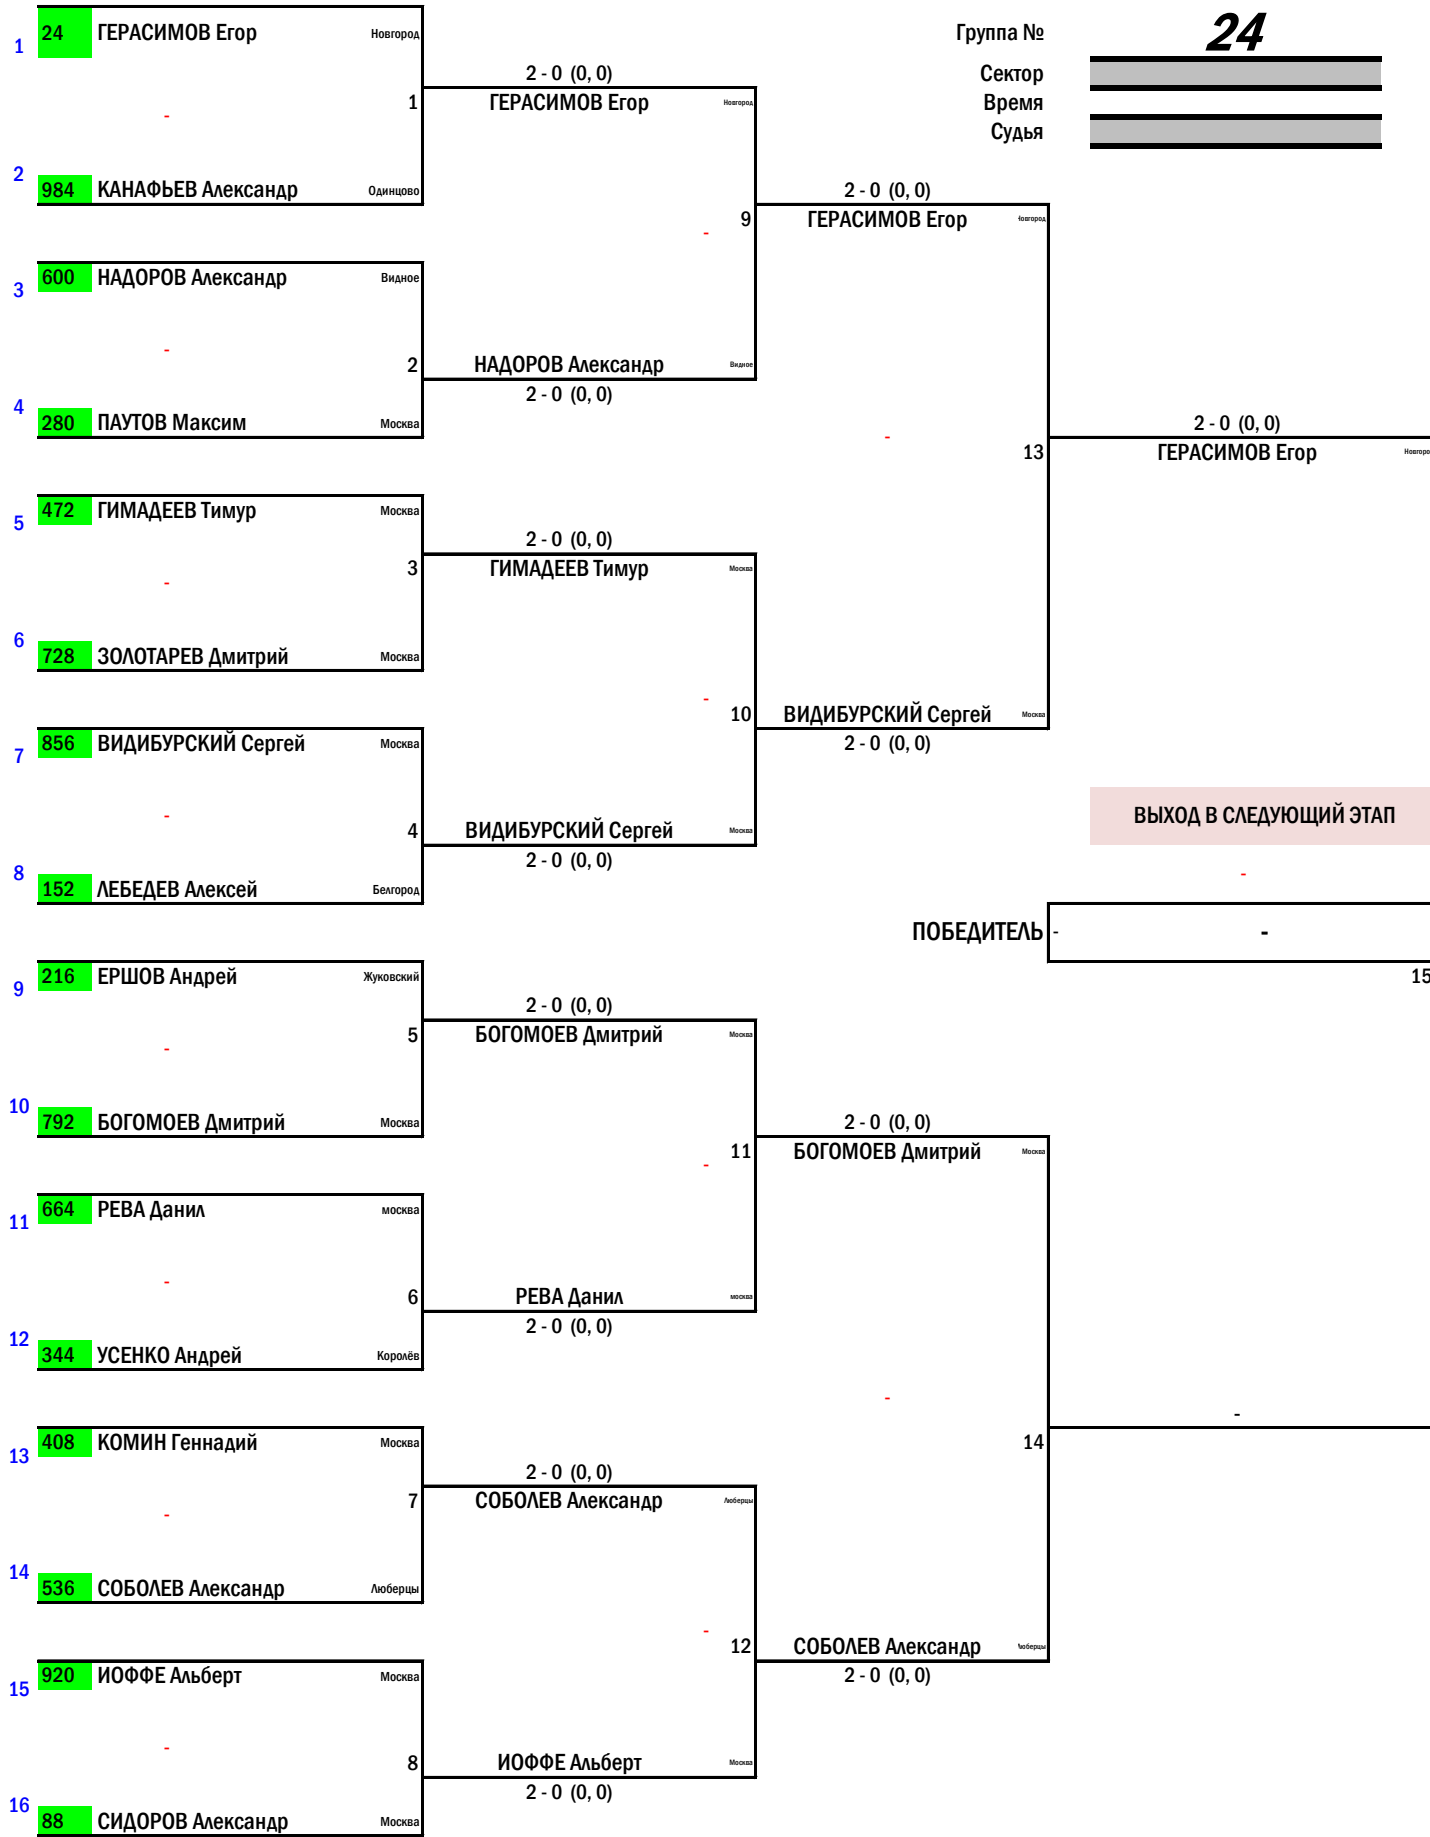 24 ГЕРАСИМОВ Егор Новгород
Группа № 24
1
Сектор
2 - 0 (0, 0)
1 ГЕРАСИМОВ Егор Новгород
Время
-
Судья
2
984 КАНАФЬЕВ Александр Одинцово
2 - 0 (0, 0)
9 ГЕРАСИМОВ Егор Новгород
-
600 НАДОРОВ Александр Видное
3
-
2 НАДОРОВ Александр Видное
2 - 0 (0, 0)
4
280 ПАУТОВ Максим Москва
2 - 0 (0, 0)
-
13 ГЕРАСИМОВ Егор Новгоро
472 ГИМАДЕЕВ Тимур Москва
5
2 - 0 (0, 0)
3 ГИМАДЕЕВ Тимур Москва
-
6
728 ЗОЛОТАРЕВ Дмитрий Москва
-
10 ВИДИБУРСКИЙ Сергей Москва
856 ВИДИБУРСКИЙ Сергей Москва
2 - 0 (0, 0)
7
-
ВЫХОД В СЛЕДУЮЩИЙ ЭТАП
4 ВИДИБУРСКИЙ Сергей Москва
2 - 0 (0, 0)
8
-
152 ЛЕБЕДЕВ Алексей Белгород
ПОБЕДИТЕЛЬ - -
216 ЕРШОВ Андрей Жуковский
15
9
2 - 0 (0, 0)
5 БОГОМОЕВ Дмитрий Москва
-
10
792 БОГОМОЕВ Дмитрий Москва
2 - 0 (0, 0)
11 БОГОМОЕВ Дмитрий Москва
-
664 РЕВА Данил москва
11
-
6 РЕВА Данил москва
2 - 0 (0, 0)
12
344 УСЕНКО Андрей Королёв
-
-
408 КОМИН Геннадий Москва
14
13
2 - 0 (0, 0)
7 СОБОЛЕВ Александр Люберцы
-
14
536 СОБОЛЕВ Александр Люберцы
-
12 СОБОЛЕВ Александр Люберцы
920 ИОФФЕ Альберт Москва
2 - 0 (0, 0)
15
-
8 ИОФФЕ Альберт Москва
2 - 0 (0, 0)
16
88 СИДОРОВ Александр Москва